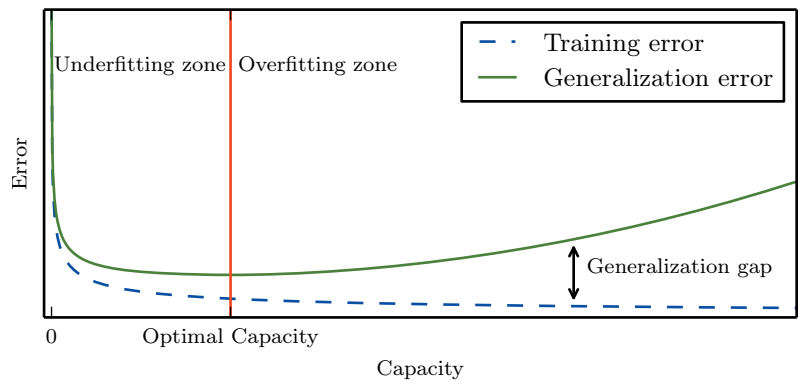 Training error
Generalization error
Underfitting zone
Overfitting zone
Error
Generalization gap
0
Optimal Capacity
Capacity